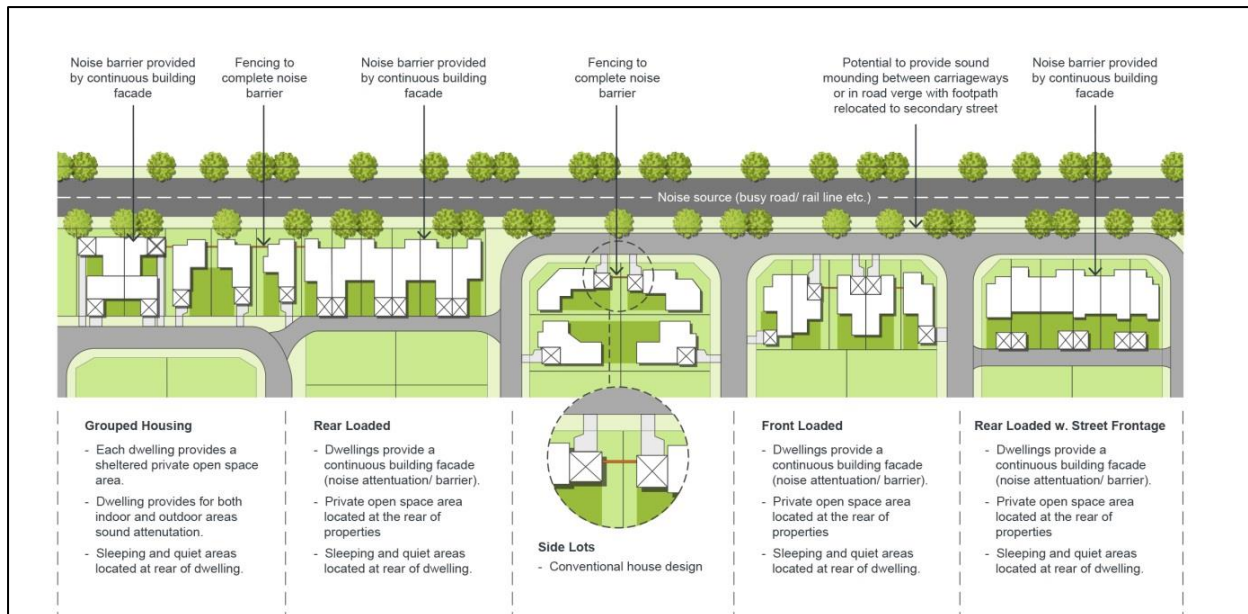 Noise barrier provided
by continuous building
facade
Fencing to
complete noise
barrier
Noise barrier provided
by continuous building
facade
Fencing to
complete noise
barrier
Potential to provide sound
mounding between carriageways
or in road verge with footpath
relocated to secondary street
Noise barrier provided
by continuous building
facade
Noise source (busy road/ rail line etc.)
Grouped Housing
- Each dwelling provides a
sheltered private open space
area.
- Dwelling provides for both
indoor and outdoor areas
sound attenutation.
- Sleeping and quiet areas
located at rear of dwelling.
Rear Loaded
- Dwellings provide a
continuous building facade
(noise attentuation/ barrier).
- Private open space area
located at the rear of
properties
- Sleeping and quiet areas
located at rear of dwelling.
Side Lots
- Conventional house design
Front Loaded
- Dwellings provide a
continuous building facade
(noise attentuation/ barrier).
- Private open space area
located at the rear of
properties
- Sleeping and quiet areas
located at rear of dwelling.
Rear Loaded w. Street Frontage
- Dwellings provide a
continuous building facade
(noise attentuation/ barrier).
- Private open space area
located at the rear of
properties
- Sleeping and quiet areas
located at rear of dwelling.